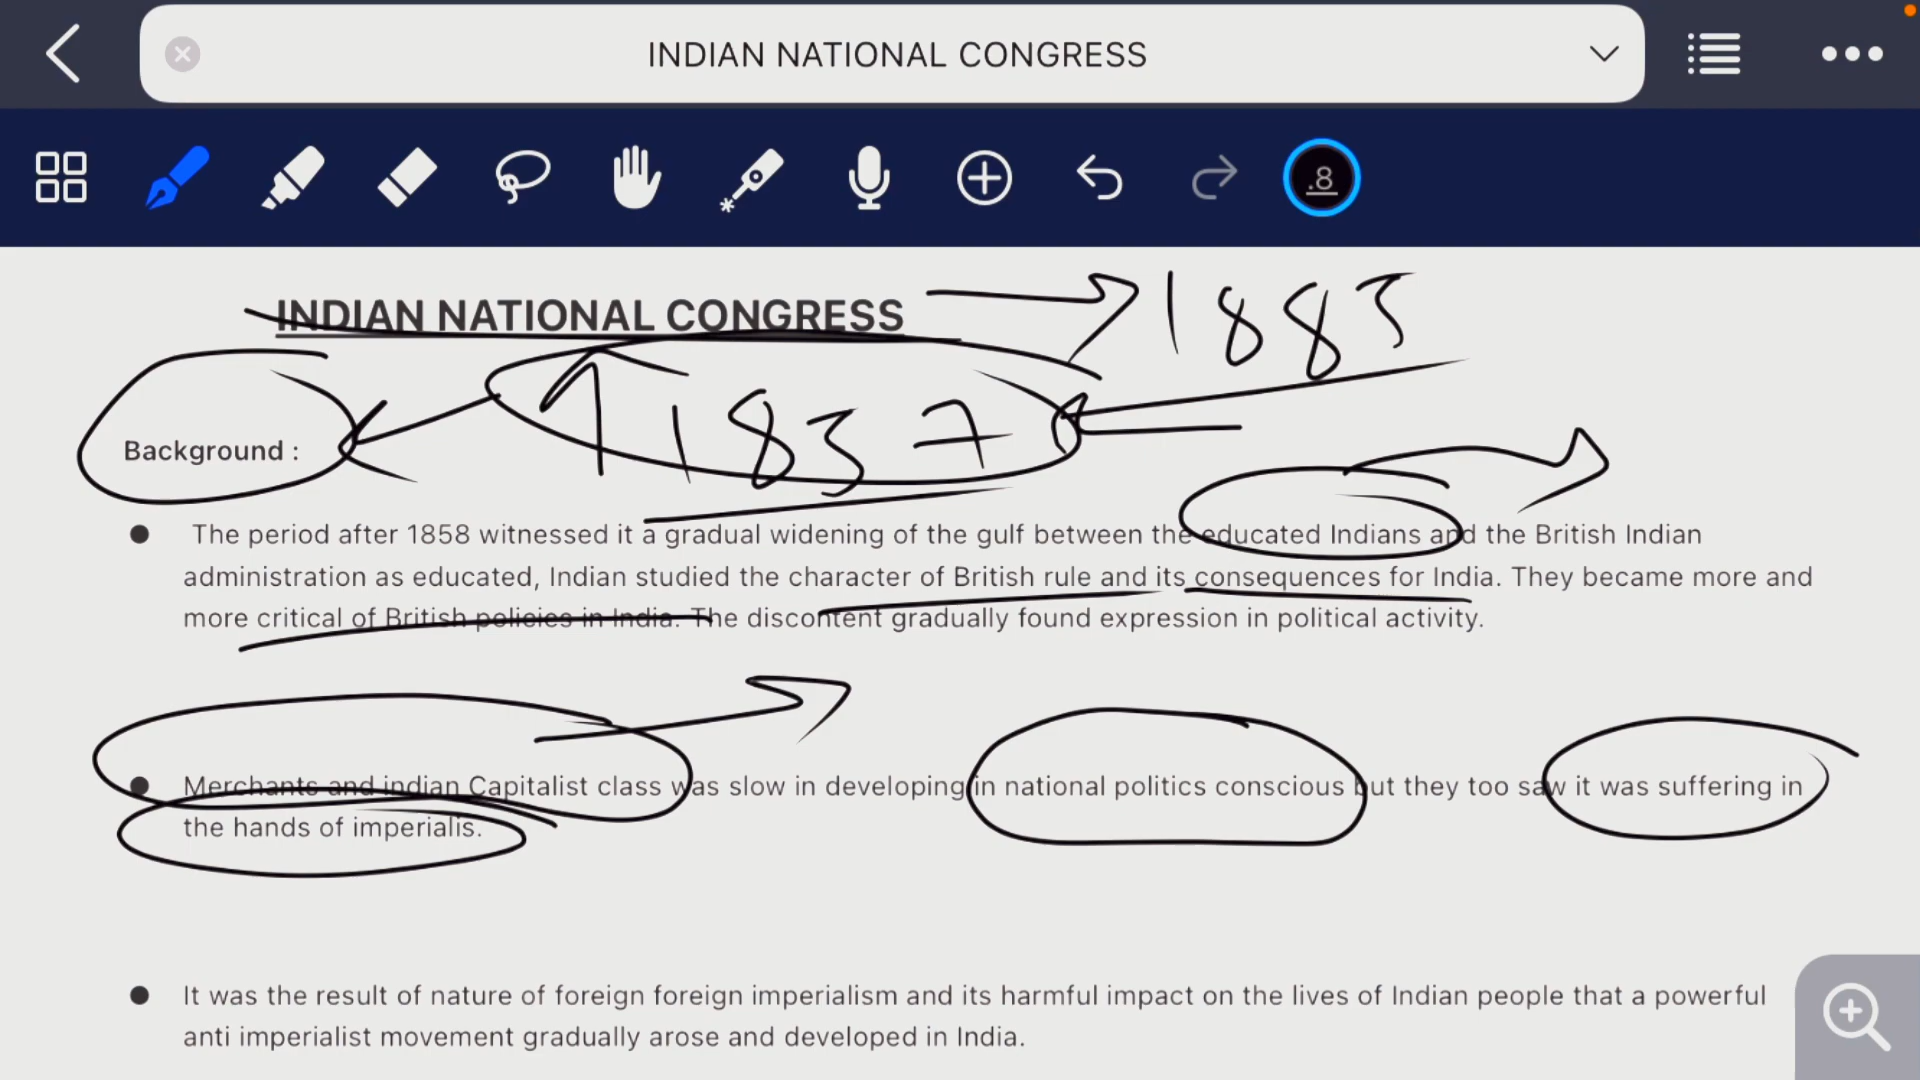 INDIAN NATIONAL CONGRESS
.8
INDIAN NATIONAL CONGRESS
1883
1837
Background :
The period after 1858 witnessed it a gradual widening of the gulf between the educated Indians and the British Indian
administration as educated, Indian studied the character of British rule and its consequences for India. They became more and
more critical of British policies in India. The discontent gradually found expression in political activity.
Merchants and indian Capitalist class was slow in developing in national politics conscious but they too saw it was suffering in
the hands of imperialis.
It was the result of nature of foreign foreign imperialism and its harmful impact on the lives of Indian people that a powerful
anti imperialist movement gradually arose and developed in India.